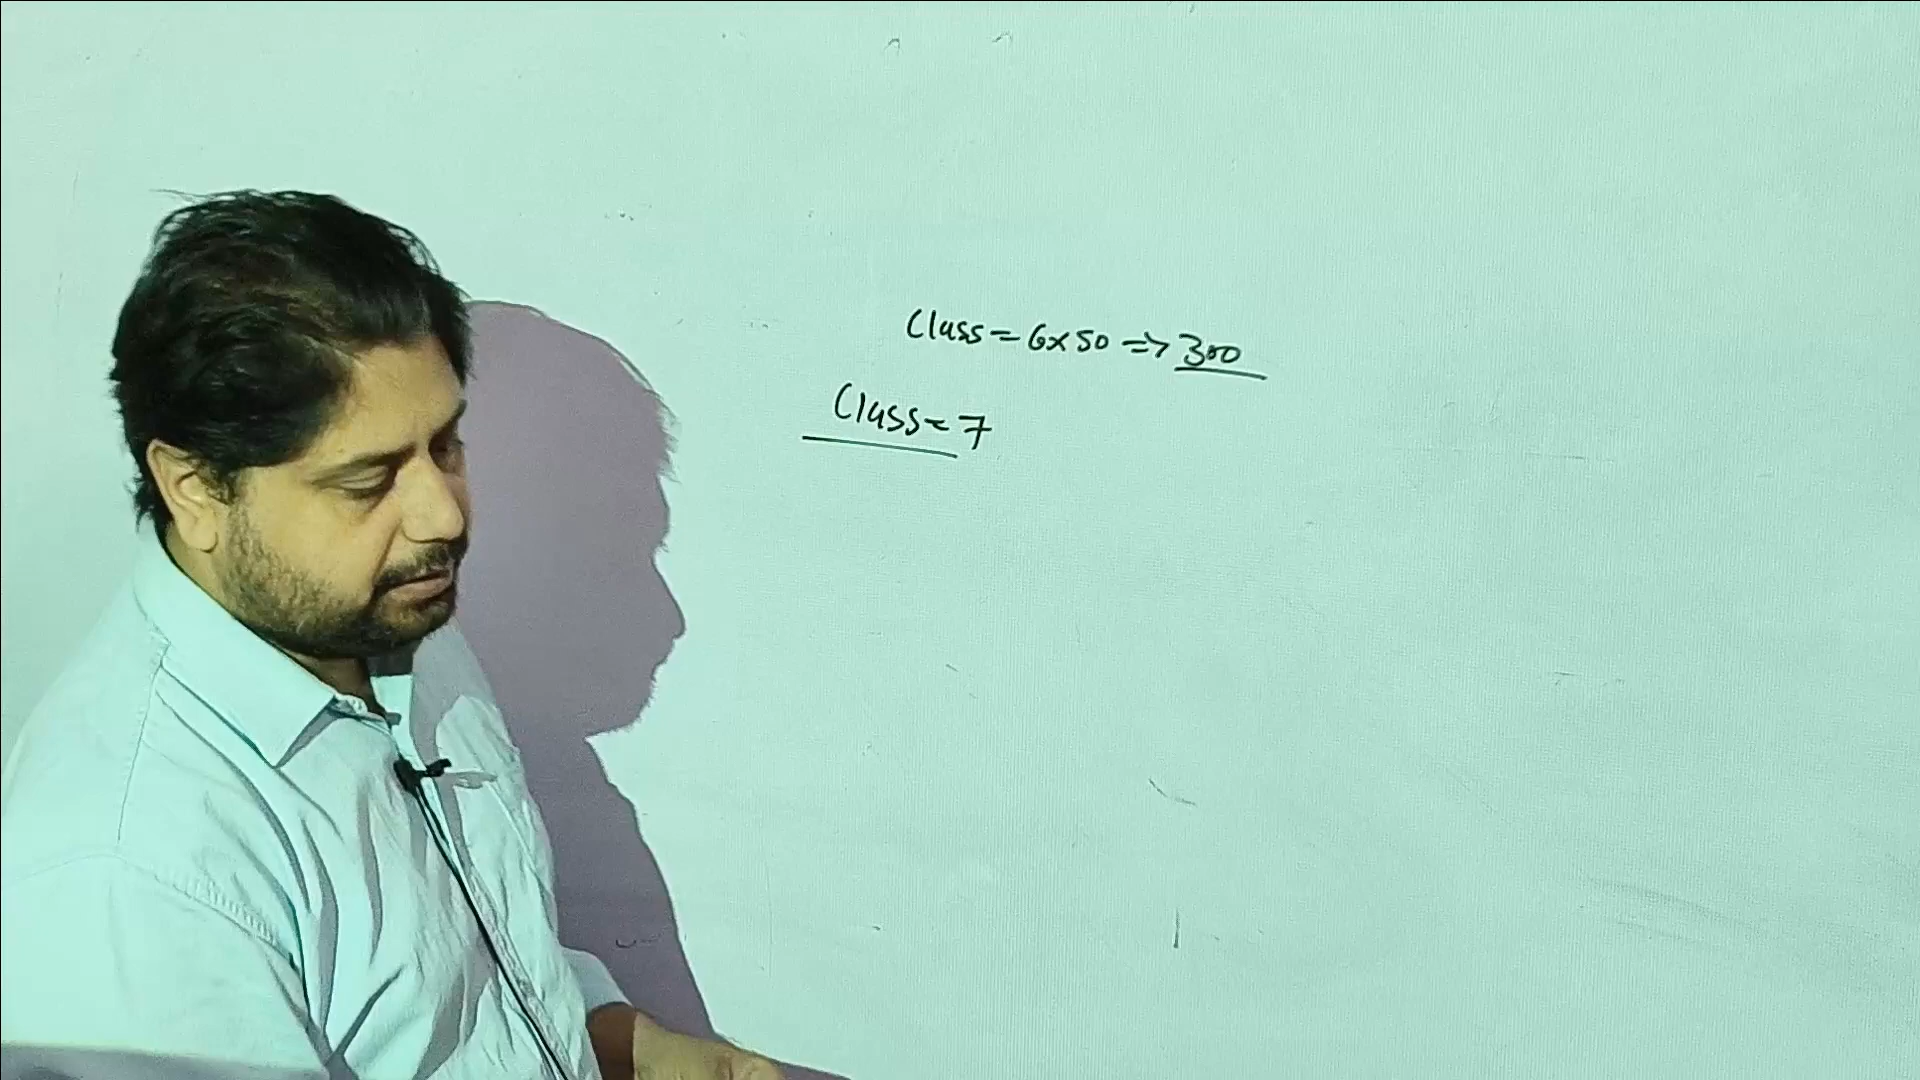 Class = 6x50 => 300
Class = 7